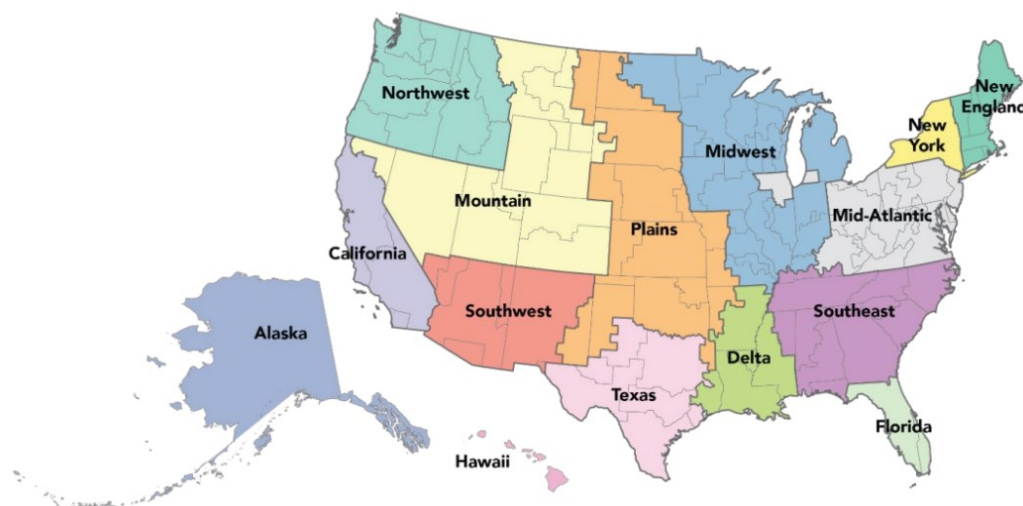 Northwest
New
England
New
York
Midwest
Mountain
Mid-Atlantic
Plains
California
Southwest
Southeast
Alaska
Delta
Texas
Florida
Hawaii